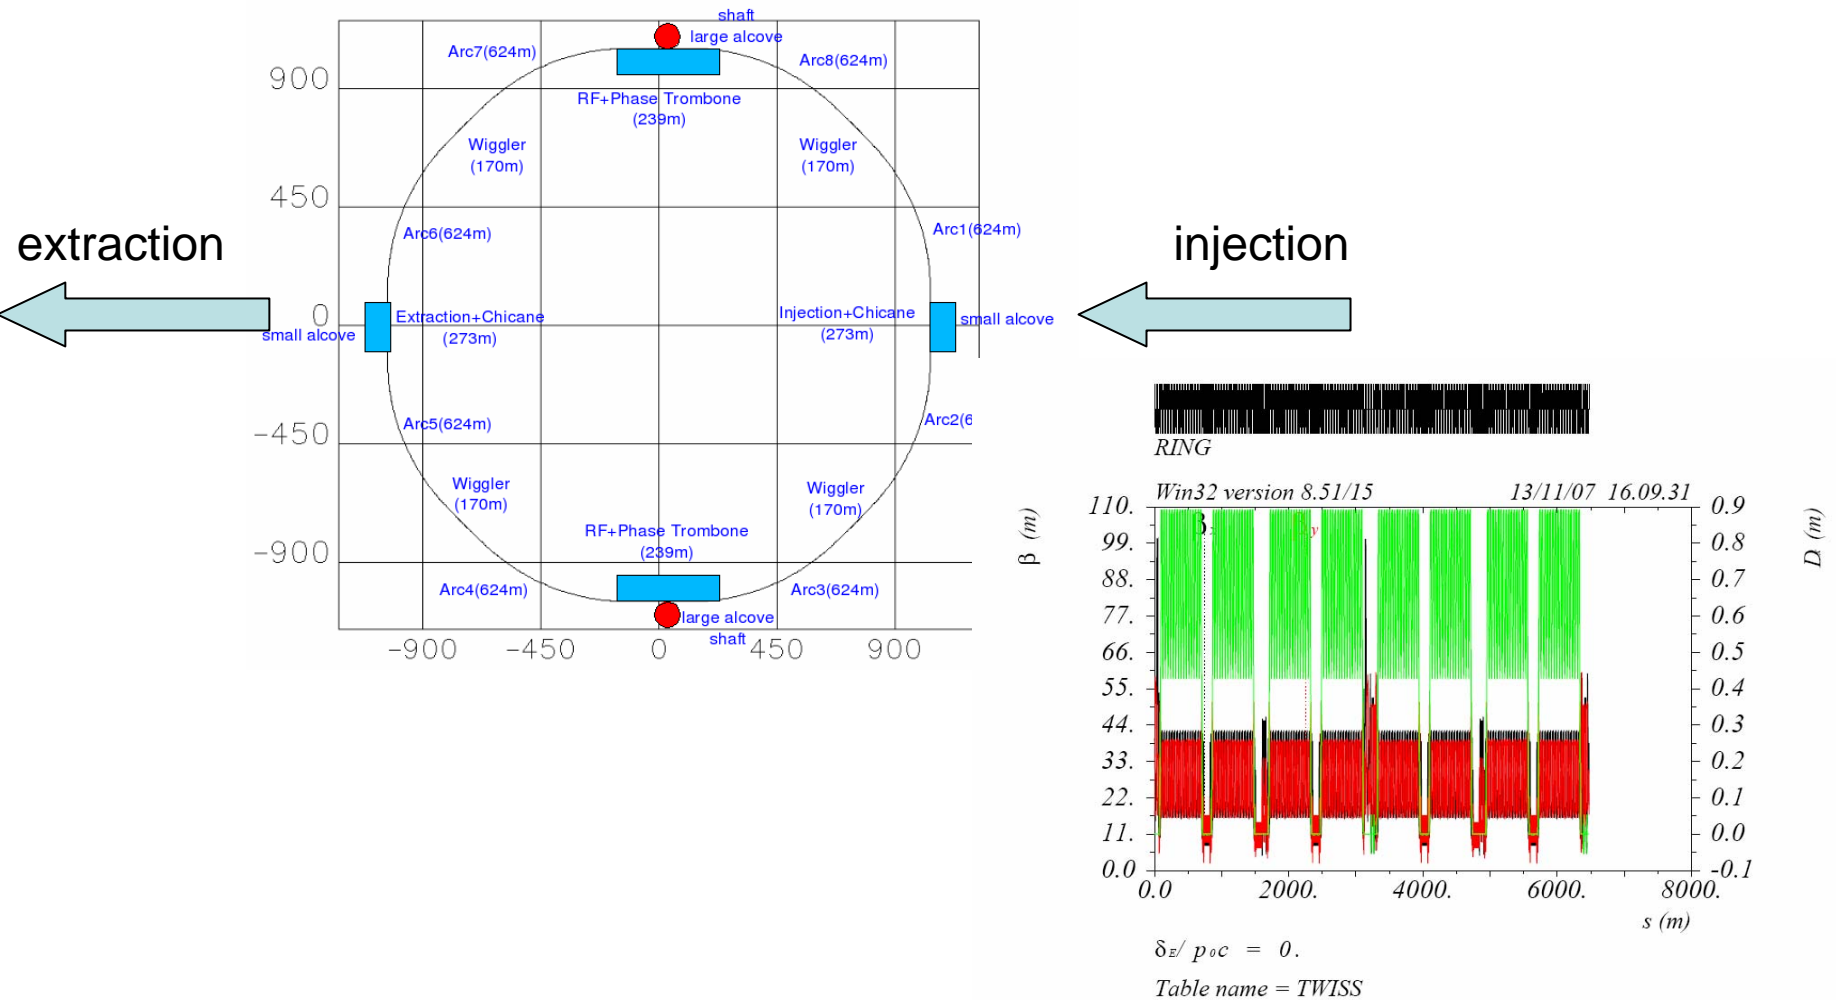 shaft
large alcove
Arc7(624m)
Arc8(624m)
900
RF+Phase Trombone
(239m)
Wiggler
(170m)
Wiggler
(170m)
450
Arc6(624m)
Arc1(624m)
extraction
injection
0
Extraction+Chicane
(273m)
Injection+Chicane
(273m)
small alcove
small alcove
Arc5(624m)
Arc2(6
-450
Wiggler
(170m)
Wiggler
(170m)
RF+Phase Trombone
(239m)
-900
Arc4(624m)
Arc3(624m)
large alcove
shaft
-900 -450 0 450 900
RING
Win32 version 8.51/15 13/11/07 16.09.31
β (m)
110.
99.
88.
77.
66.
55.
44.
33.
22.
11.
0.0
D (m)
0.9
0.8
0.7
0.6
0.5
0.4
0.3
0.2
0.1
0.0
-0.1
0.0 2000. 4000. 6000. 8000.
s (m)
δE/ p0c = 0.
Table name = TWISS